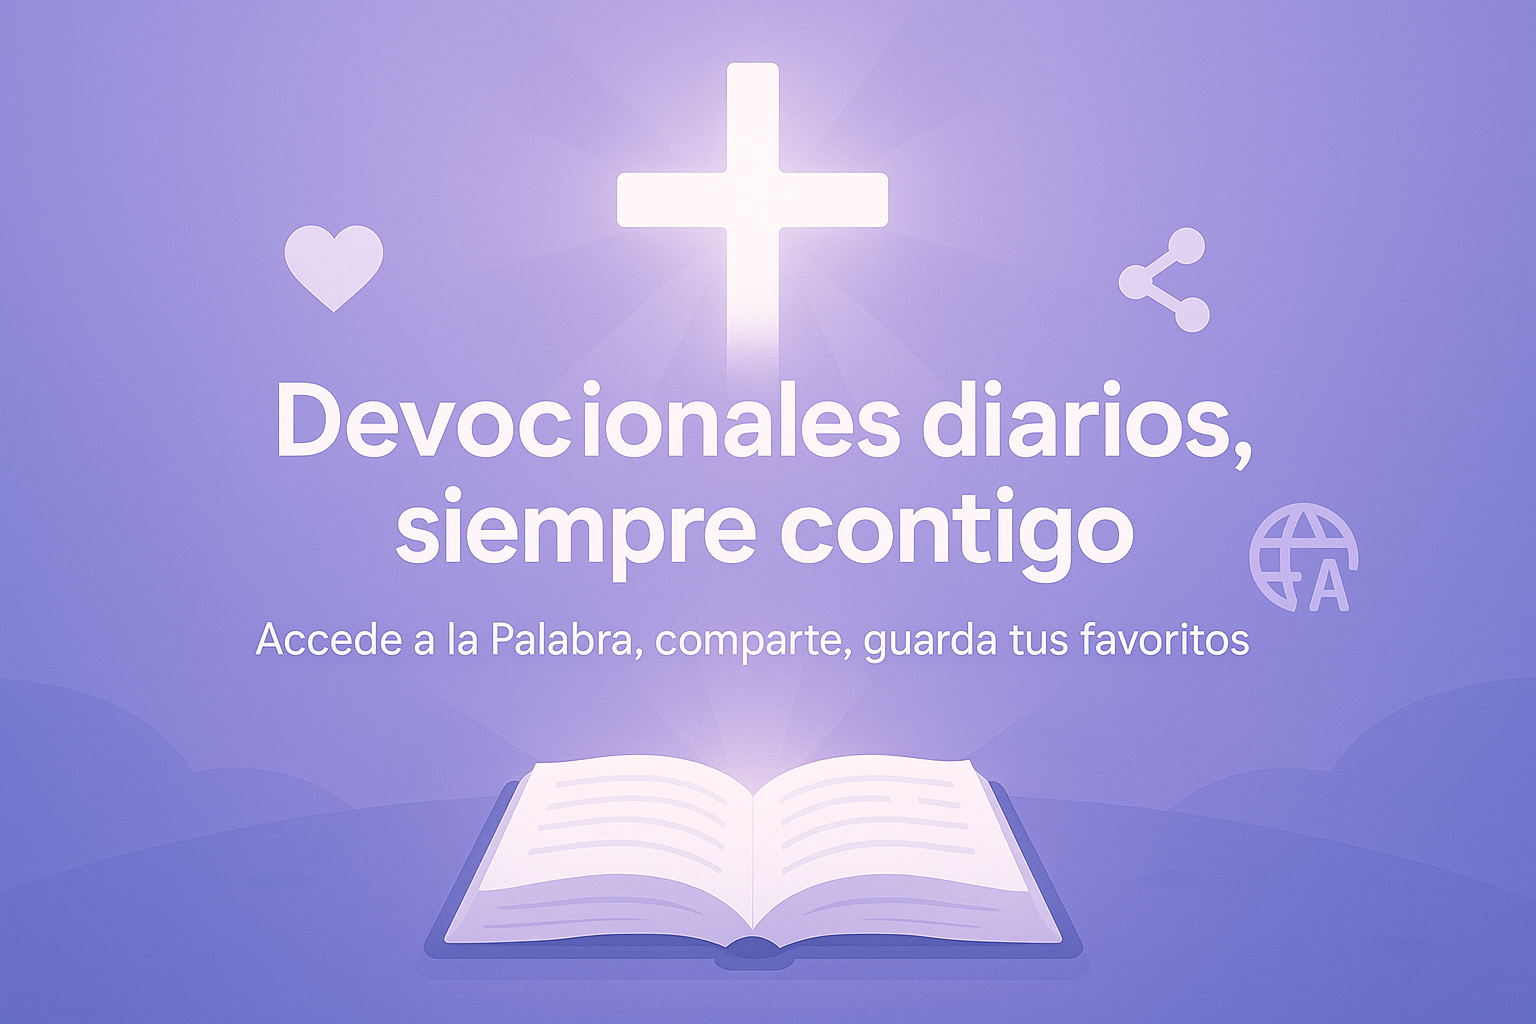 Devocionales diarios,
siempre contigo
A
Accede a la Palabra, comparte, guarda tus favoritos